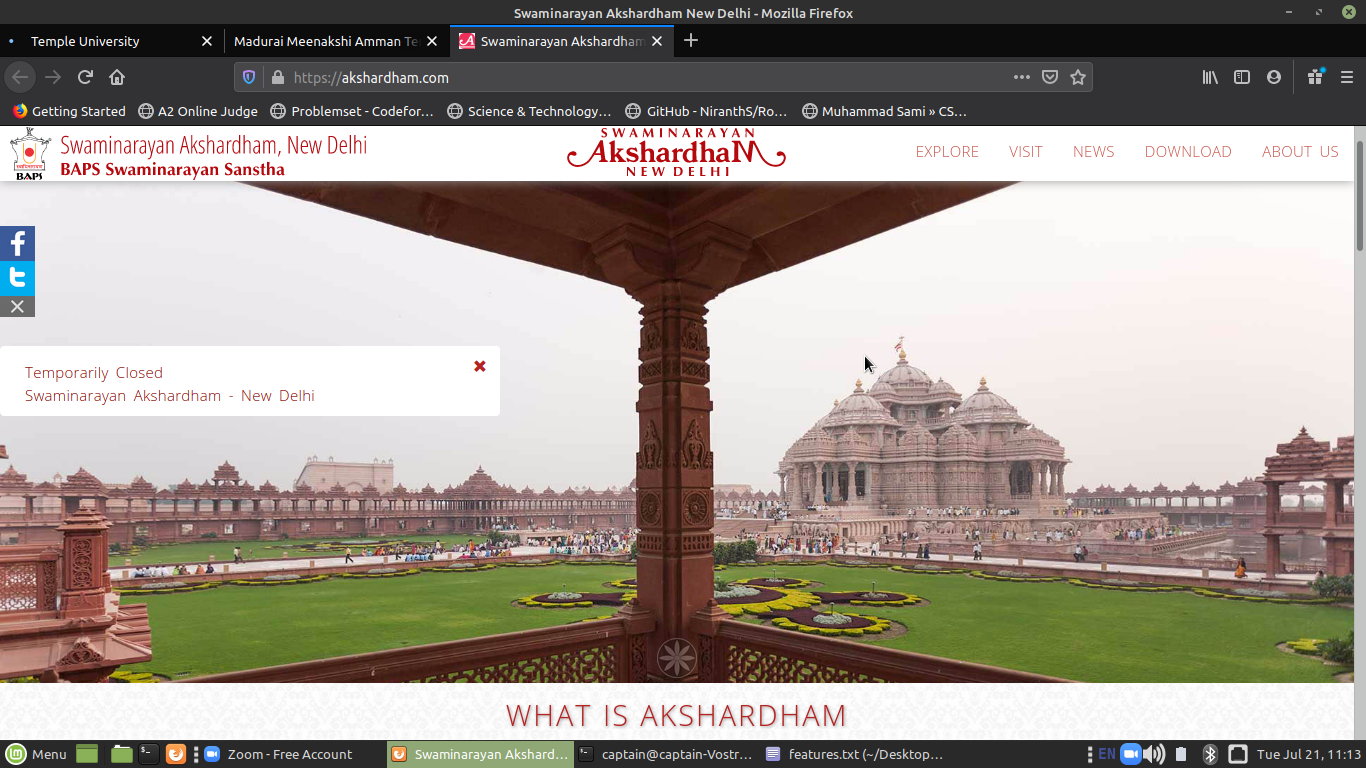 Swaminarayan Akshardham New Delhi - Mozilla Firefox
Temple University
Madurai Meenakshi Amman Te
Swaminarayan Akshardham
https://akshardham.com
Getting Started
A2 Online Judge
Problemset - Codefor…
Science & Technology…
GitHub - NiranthS/Ro…
Muhammad Sami » CS…
BAPS
Swaminarayan Akshardham, New Delhi
BAPS Swaminarayan Sanstha
SWAMINARAYAN
AkshardhaM
NEW DELHI
EXPLORE
VISIT
NEWS
DOWNLOAD
ABOUT US
Temporarily Closed
Swaminarayan Akshardham - New Delhi
WHAT IS AKSHARDHAM
Menu
Zoom - Free Account
Swaminarayan Akshard…
captain@captain-Vostr…
features.txt (~/Desktop…
EN
Tue Jul 21, 11:13